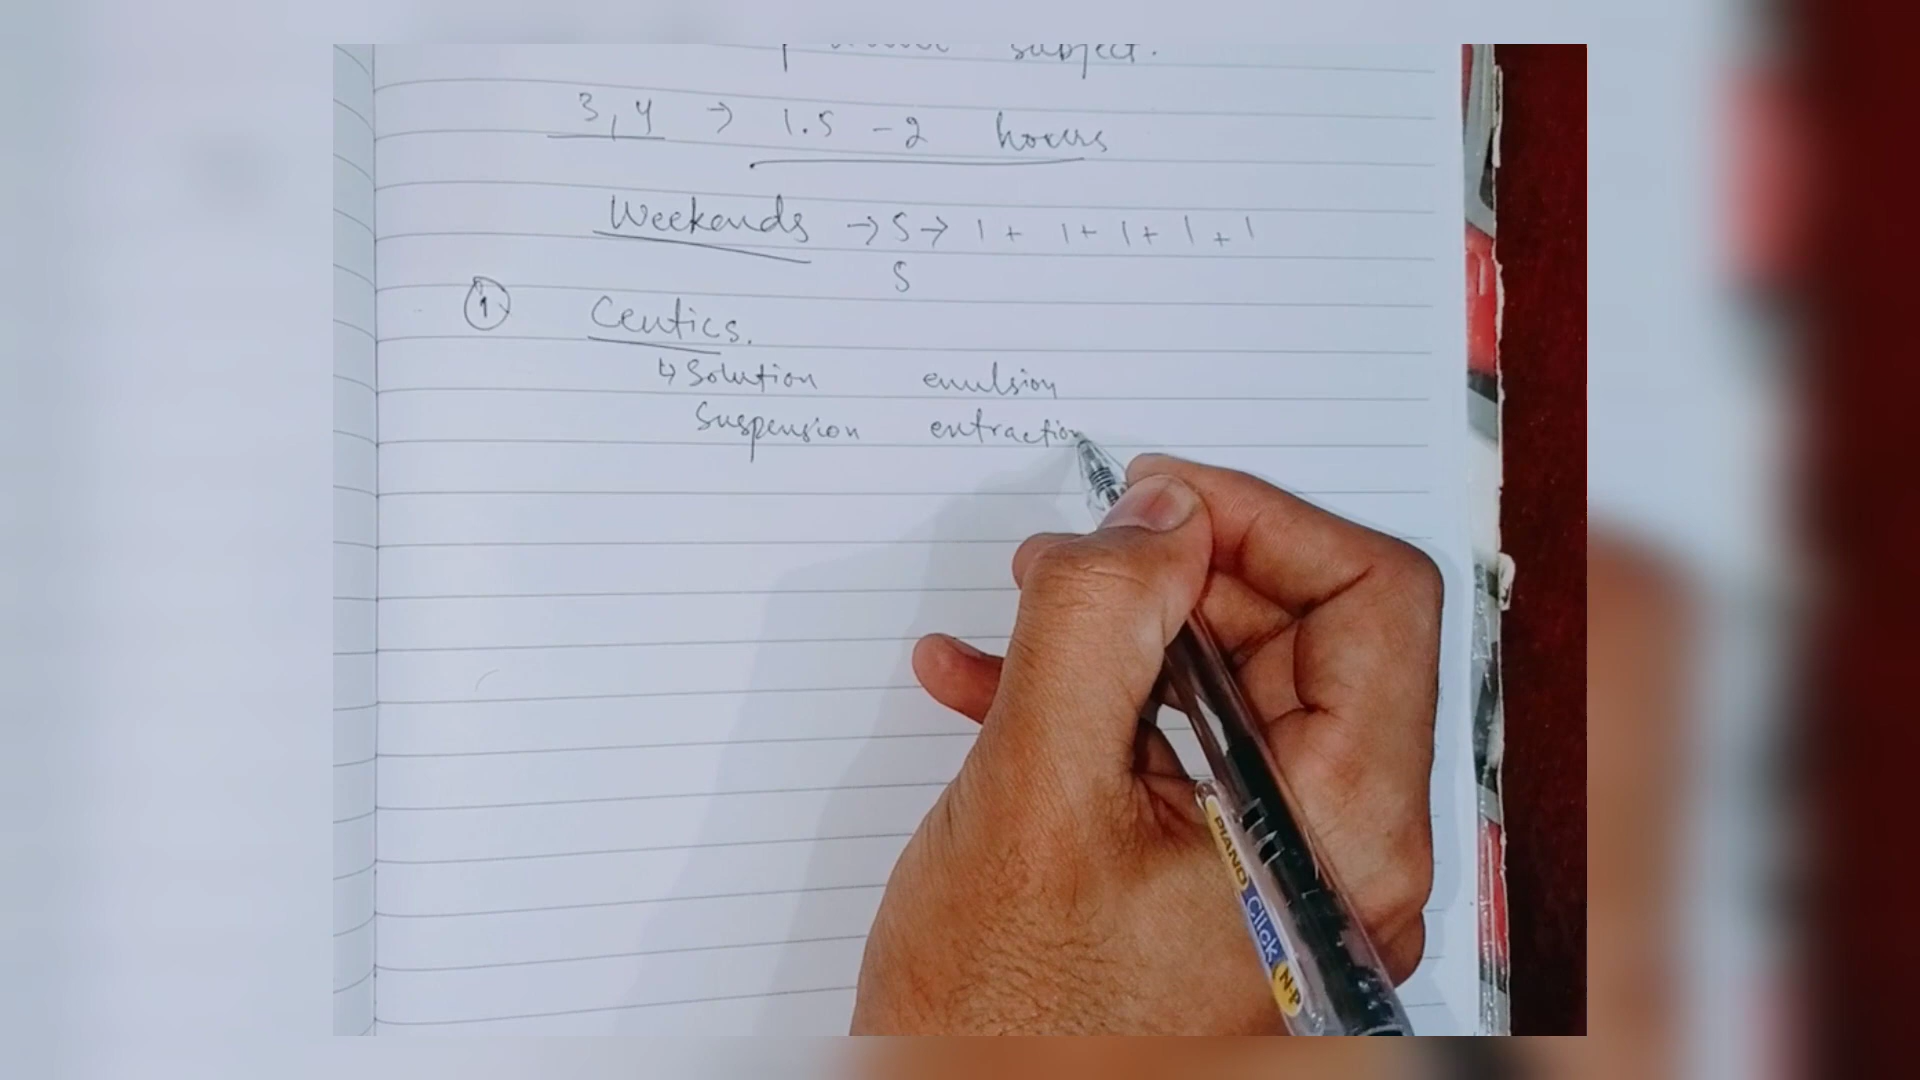 subject.
3,4 → 1.5 - 2 hours
Weekends → 5 → 1 + 1 + 1 + 1 + 1
5
1 Ceutics.
↳ Solution emulsion
Suspension extraction
PIANO Click N-P